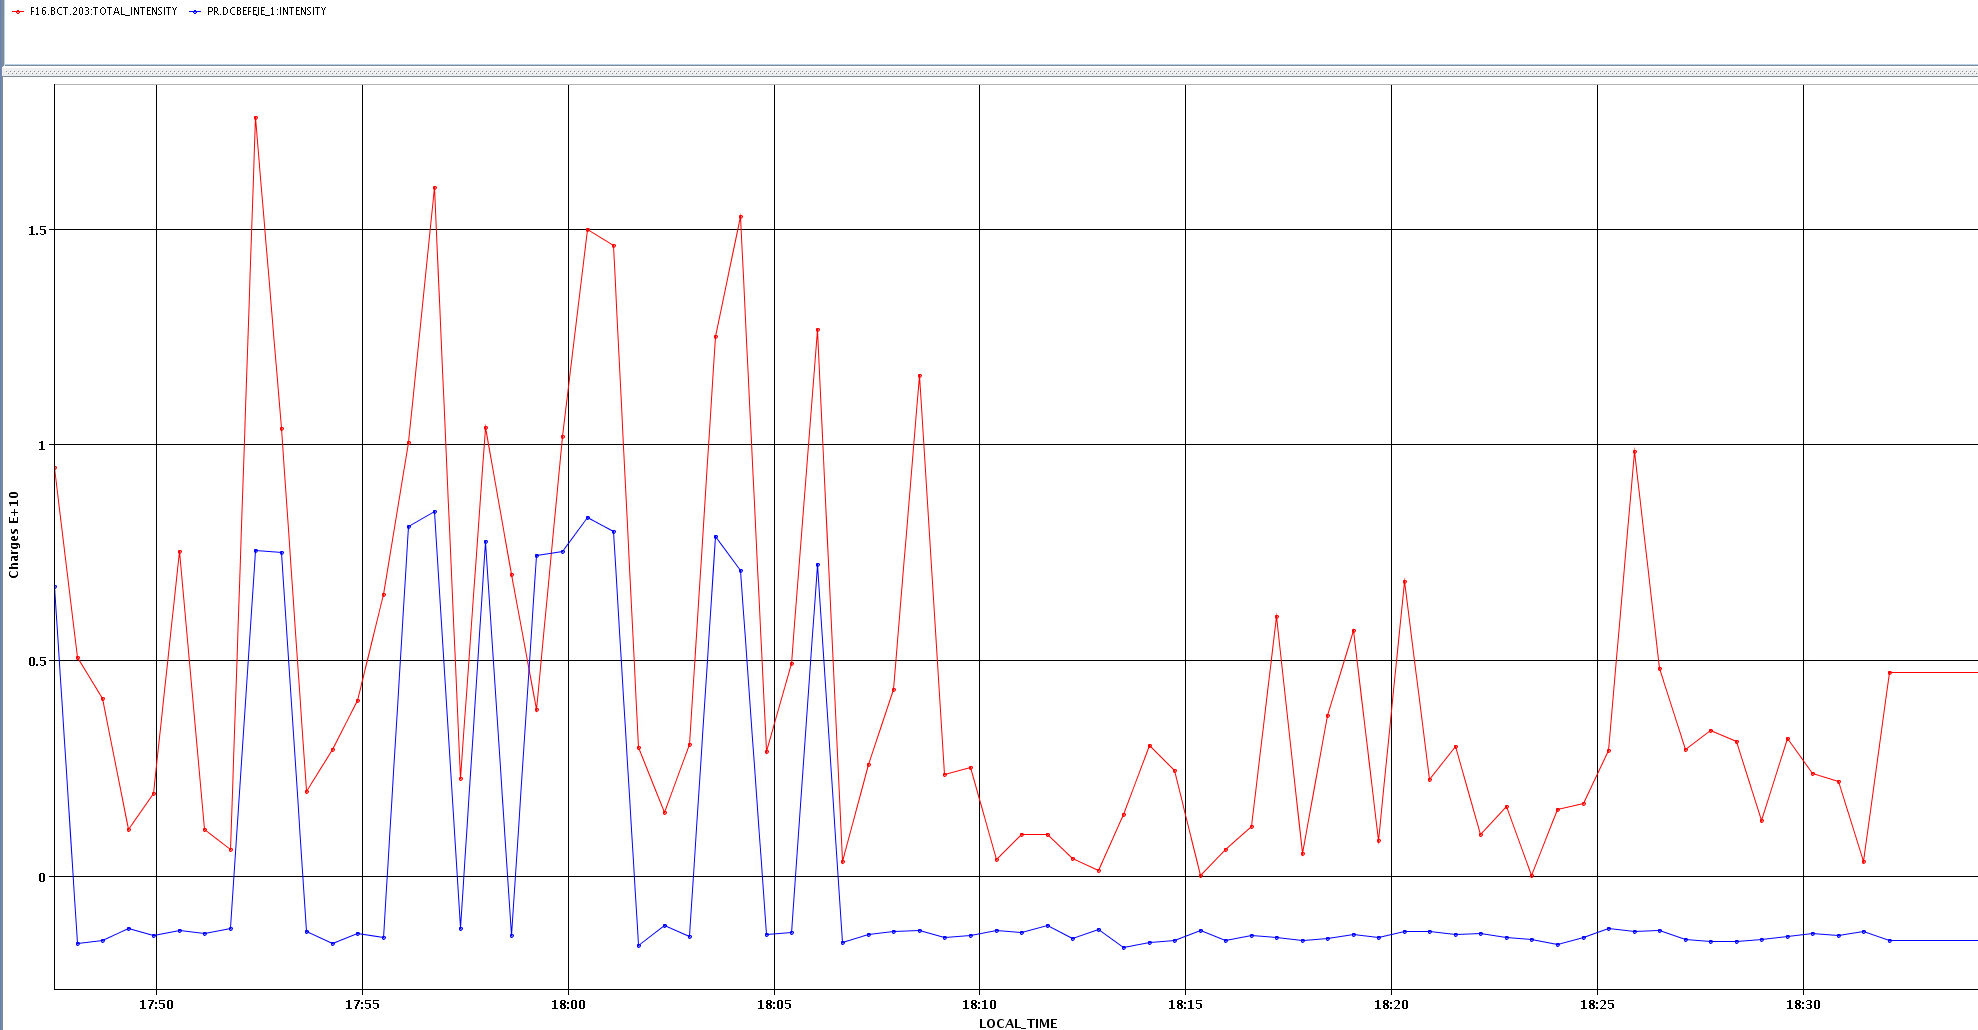 F16.BCT.203:TOTAL_INTENSITY PR.DCBEFEJE_1:INTENSITY
1.5
1
0.5
0
Charges E+10
17:50 17:55 18:00 18:05 18:10 18:15 18:20 18:25 18:30
LOCAL_TIME